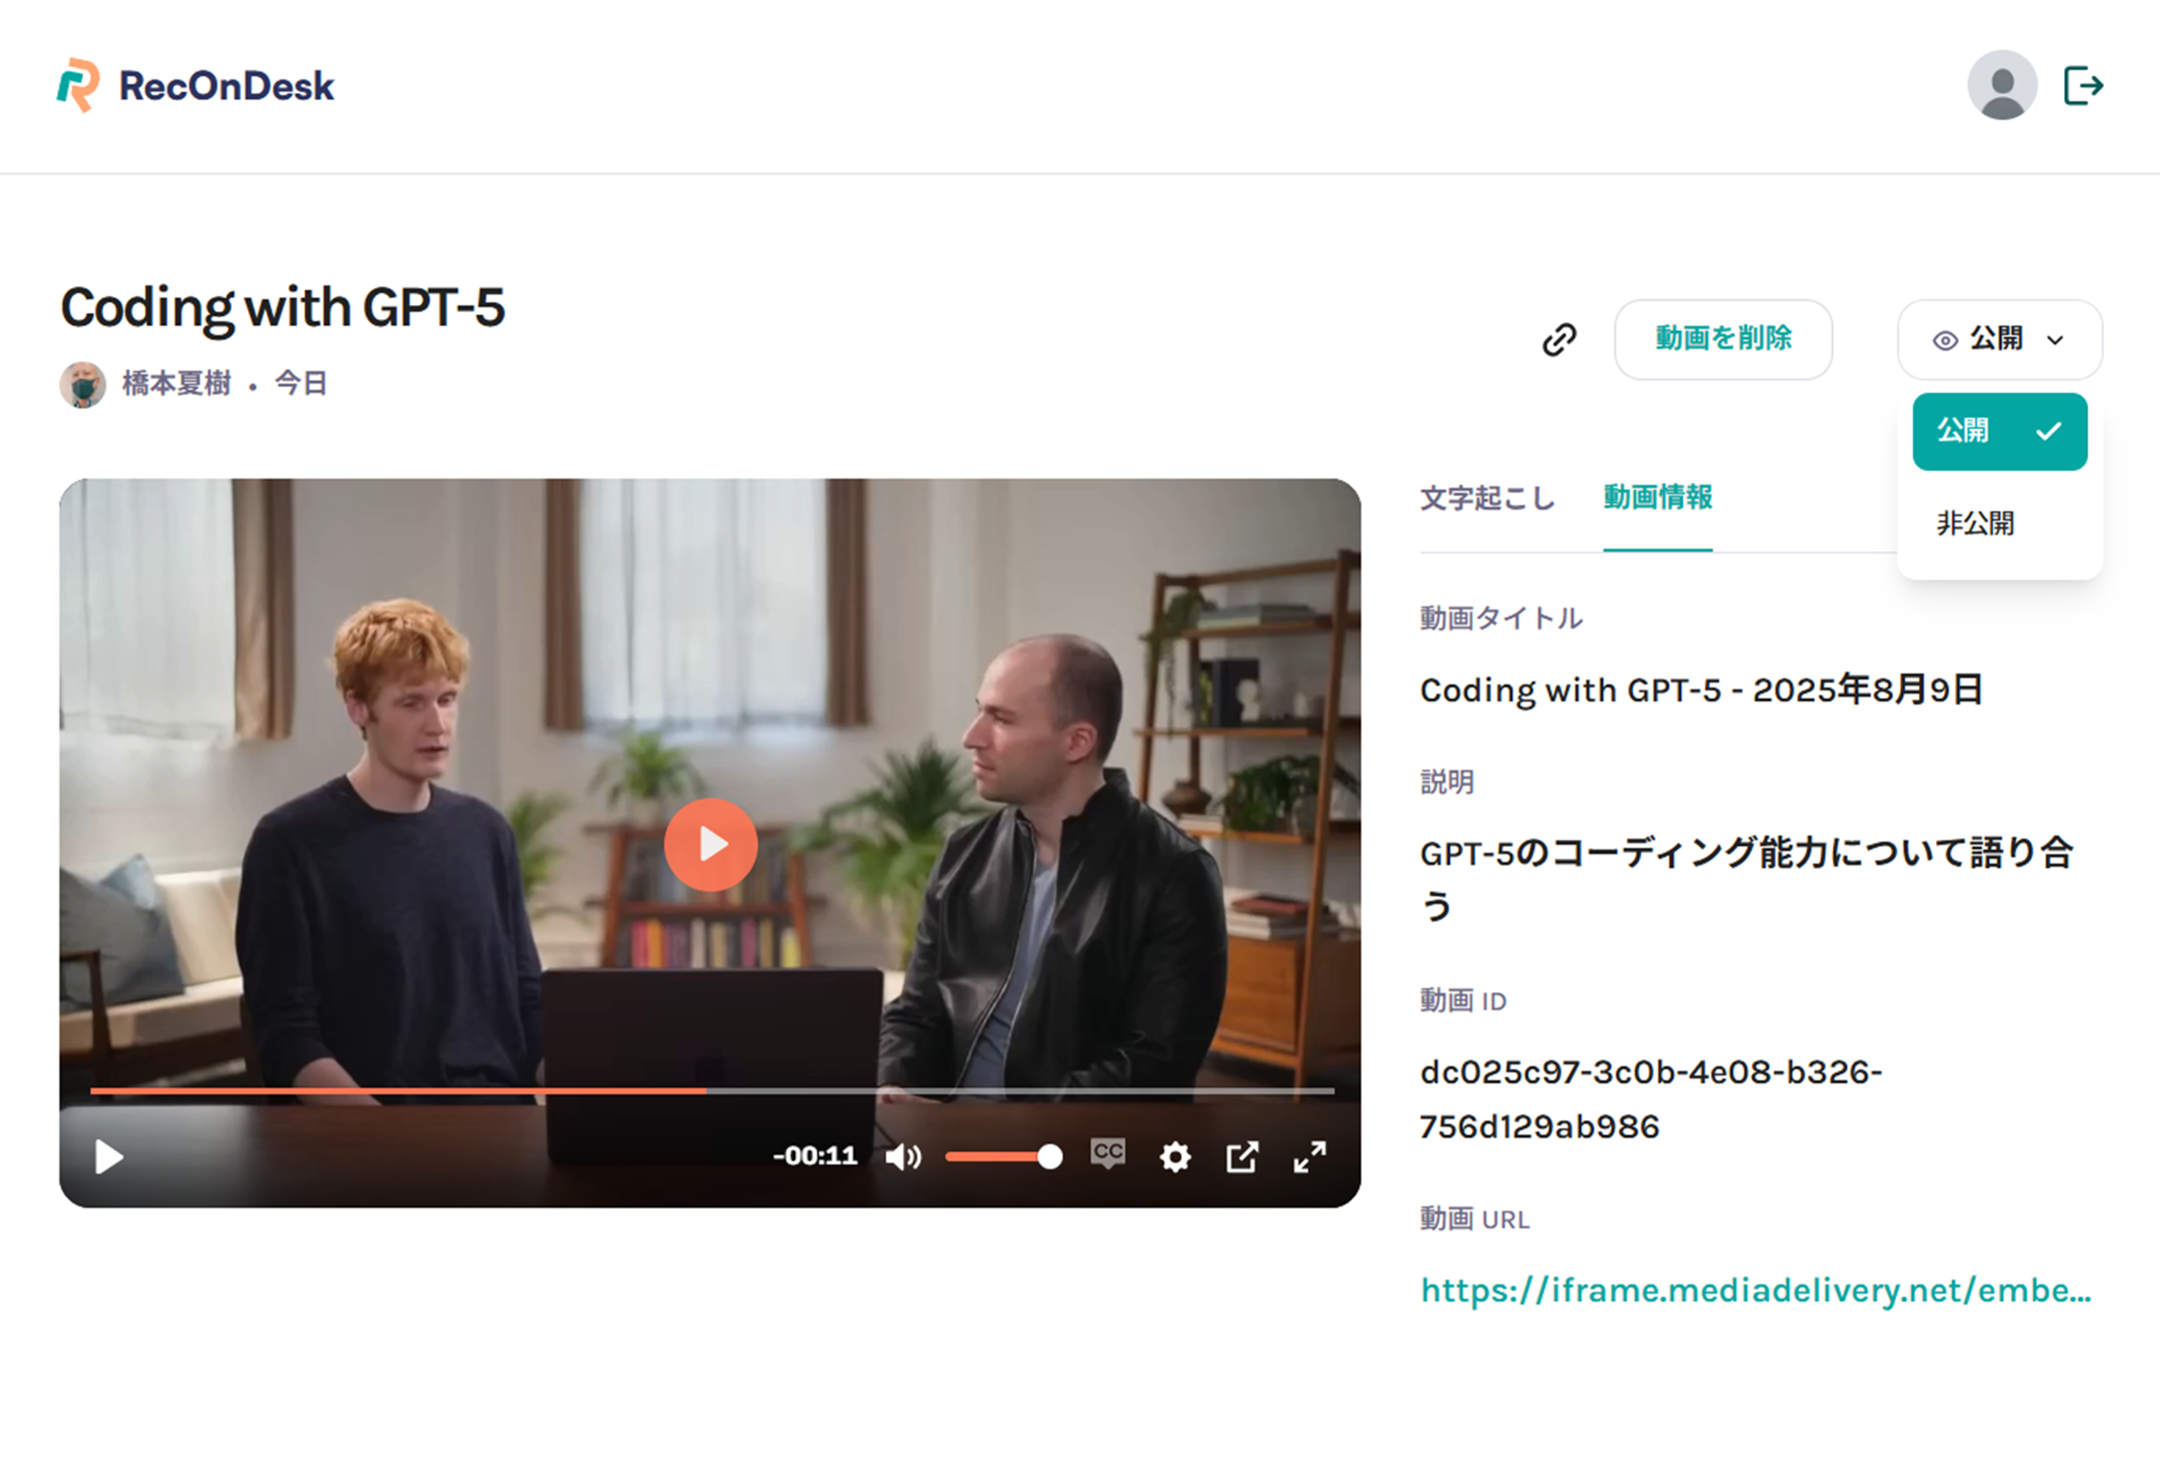 RecOnDesk
Coding with GPT-5
橋本夏樹 • 今日
動画を削除
公開
公開
非公開
文字起こし
動画情報
動画タイトル
Coding with GPT-5 - 2025年8月9日
説明
GPT-5のコーディング能力について語り合
う
動画 ID
dc025c97-3c0b-4e08-b326-
756d129ab986
動画 URL
https://iframe.mediadelivery.net/embe...
-00:11
CC